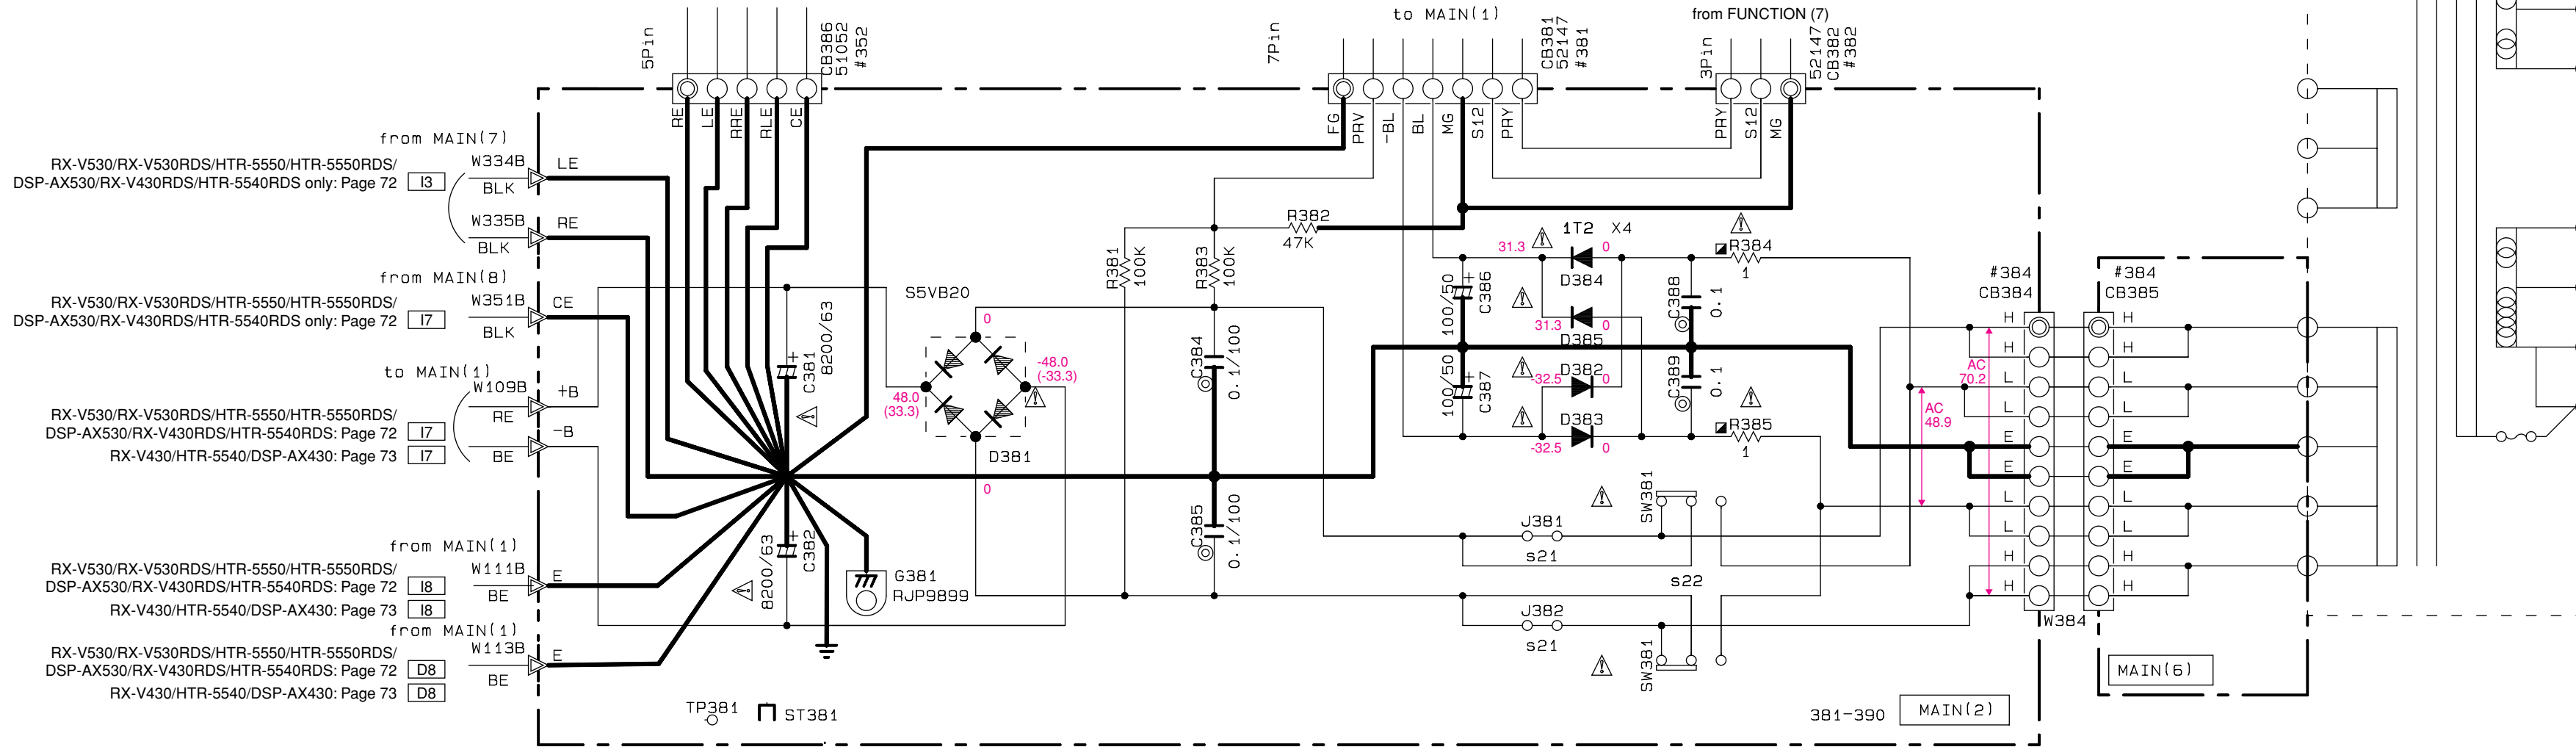 5Pin
CB386
51052
#352
RE
LE
RRE
RLE
CE
7Pin
to MAIN(1)
CB381
52147
#381
FG
PRV
-BL
BL
MG
S12
PRY
from FUNCTION (7)
3Pin
52147
CB382
#382
PRY
S12
MG
from MAIN(7)
RX-V530/RX-V530RDS/HTR-5550/HTR-5550RDS/
DSP-AX530/RX-V430RDS/HTR-5540RDS only: Page 72 I3
W334B
BLK
LE
W335B
BLK
RE
from MAIN(8)
RX-V530/RX-V530RDS/HTR-5550/HTR-5550RDS/
DSP-AX530/RX-V430RDS/HTR-5540RDS only: Page 72 I7
W351B
BLK
CE
to MAIN(1)
W109B
RE
+B
RX-V530/RX-V530RDS/HTR-5550/HTR-5550RDS/
DSP-AX530/RX-V430RDS/HTR-5540RDS: Page 72 I7
RX-V430/HTR-5540/DSP-AX430: Page 73 I7
-B
BE
from MAIN(1)
RX-V530/RX-V530RDS/HTR-5550/HTR-5550RDS/
DSP-AX530/RX-V430RDS/HTR-5540RDS: Page 72 I8
RX-V430/HTR-5540/DSP-AX430: Page 73 I8
W111B
BE
E
from MAIN(1)
RX-V530/RX-V530RDS/HTR-5550/HTR-5550RDS/
DSP-AX530/RX-V430RDS/HTR-5540RDS: Page 72 D8
RX-V430/HTR-5540/DSP-AX430: Page 73 D8
W113B
BE
E
+
C381
8200/63
!
+
C382
8200/63
!
G381
RJP9899
TP381
ST381
S5VB20
0
-48.0
(-33.3)
48.0
(33.3)
!
D381
0
R381
100K
R383
100K
R382
47K
C384
0.1/100
C385
0.1/100
1T2 X4
31.3
!
0
D384
!
31.3
0
D385
!
D382
-32.5
0
!
D383
-32.5
0
100/50
+
C386
100/50
+
C387
C388
0.1
C389
0.1
!
R384
1
!
R385
1
!
SW381
J381
s21
s22
J382
s21
!
SW381
AC
70.2
AC
48.9
#384
CB384
H
H
L
L
E
E
L
L
H
H
W384
#384
CB385
H
H
L
L
E
E
L
L
H
H
MAIN(6)
381-390
MAIN(2)